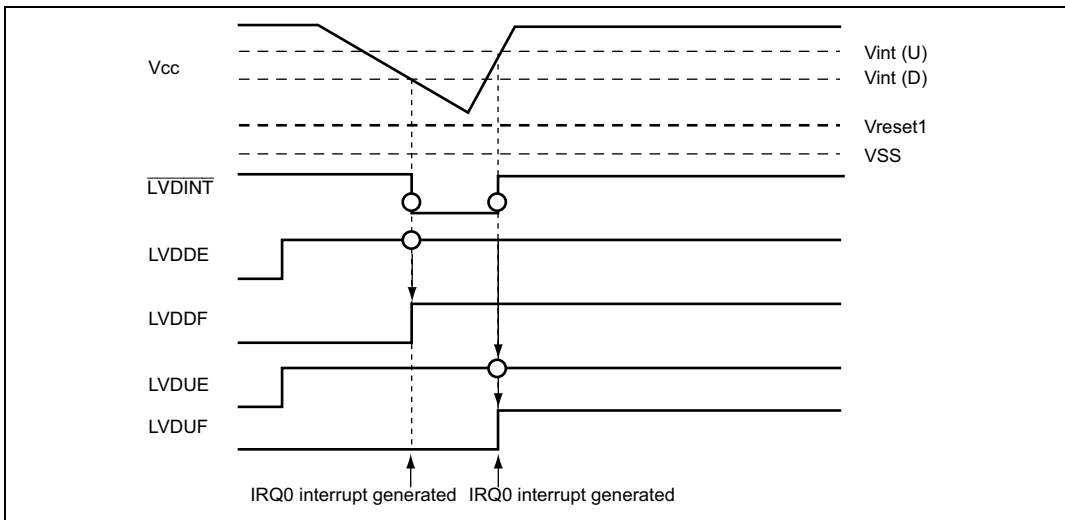 Vcc
Vint (U)
Vint (D)
Vreset1
VSS
LVDINT
LVDDE
LVDDF
LVDUE
LVDUF
IRQ0 interrupt generated IRQ0 interrupt generated